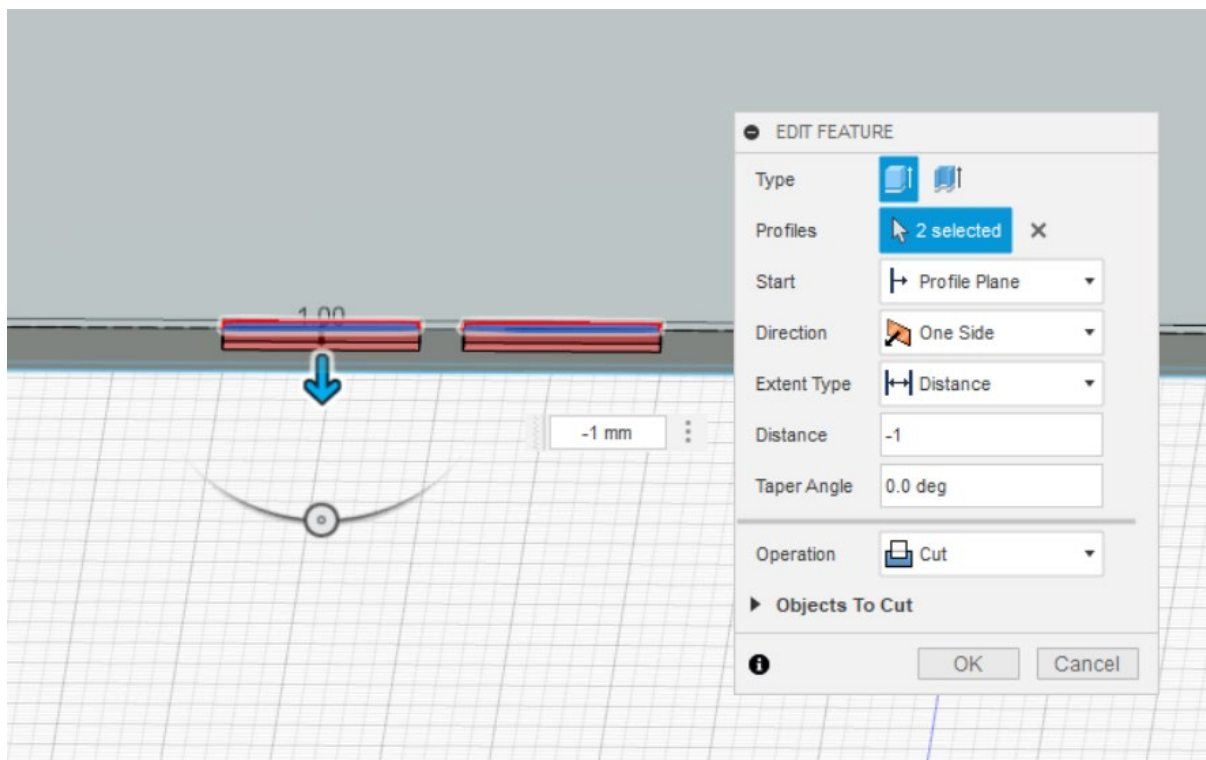 EDIT FEATURE
Type
Profiles 2 selected
Start Profile Plane
1.00
Direction One Side
Extent Type Distance
-1 mm
Distance -1
Taper Angle 0.0 deg
Operation Cut
Objects To Cut
OK Cancel